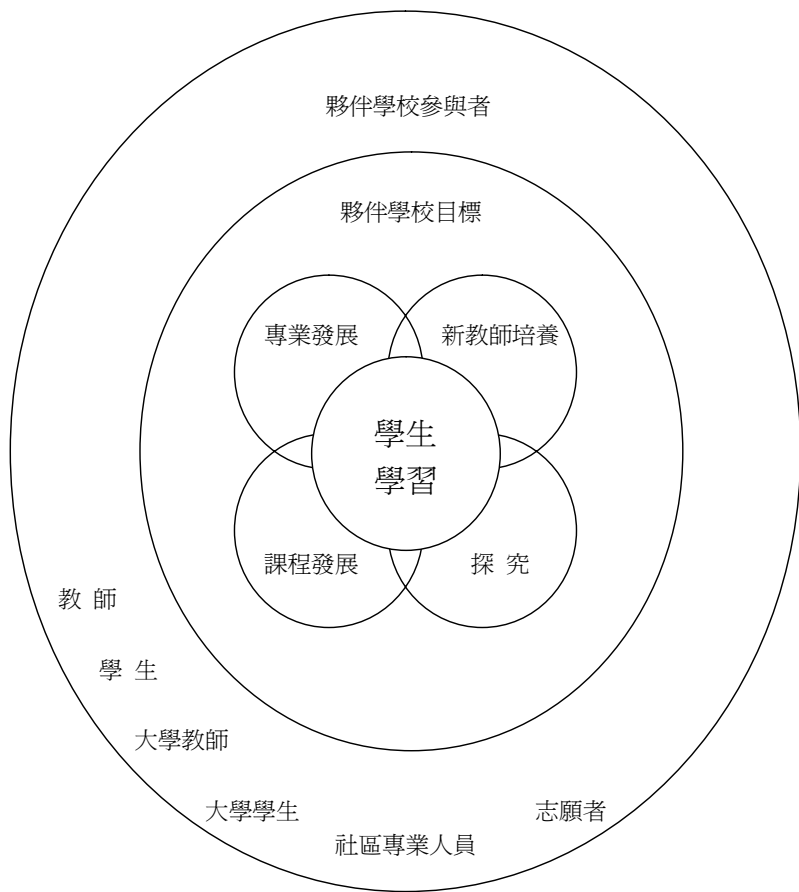 夥伴學校參與者
夥伴學校目標
專業發展
新教師培養
學生
學習
課程發展
探 究
教 師
學 生
大學教師
大學學生
志願者
社區專業人員